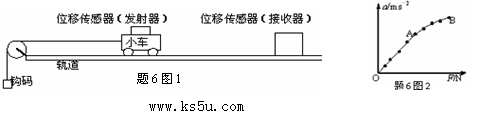 位移传感器（发射器）
位移传感器（接收器）
小车
轨道
钩码
题6图1
www.ks5u.com
a/ms-2
A
B
O
F/N
题6图2